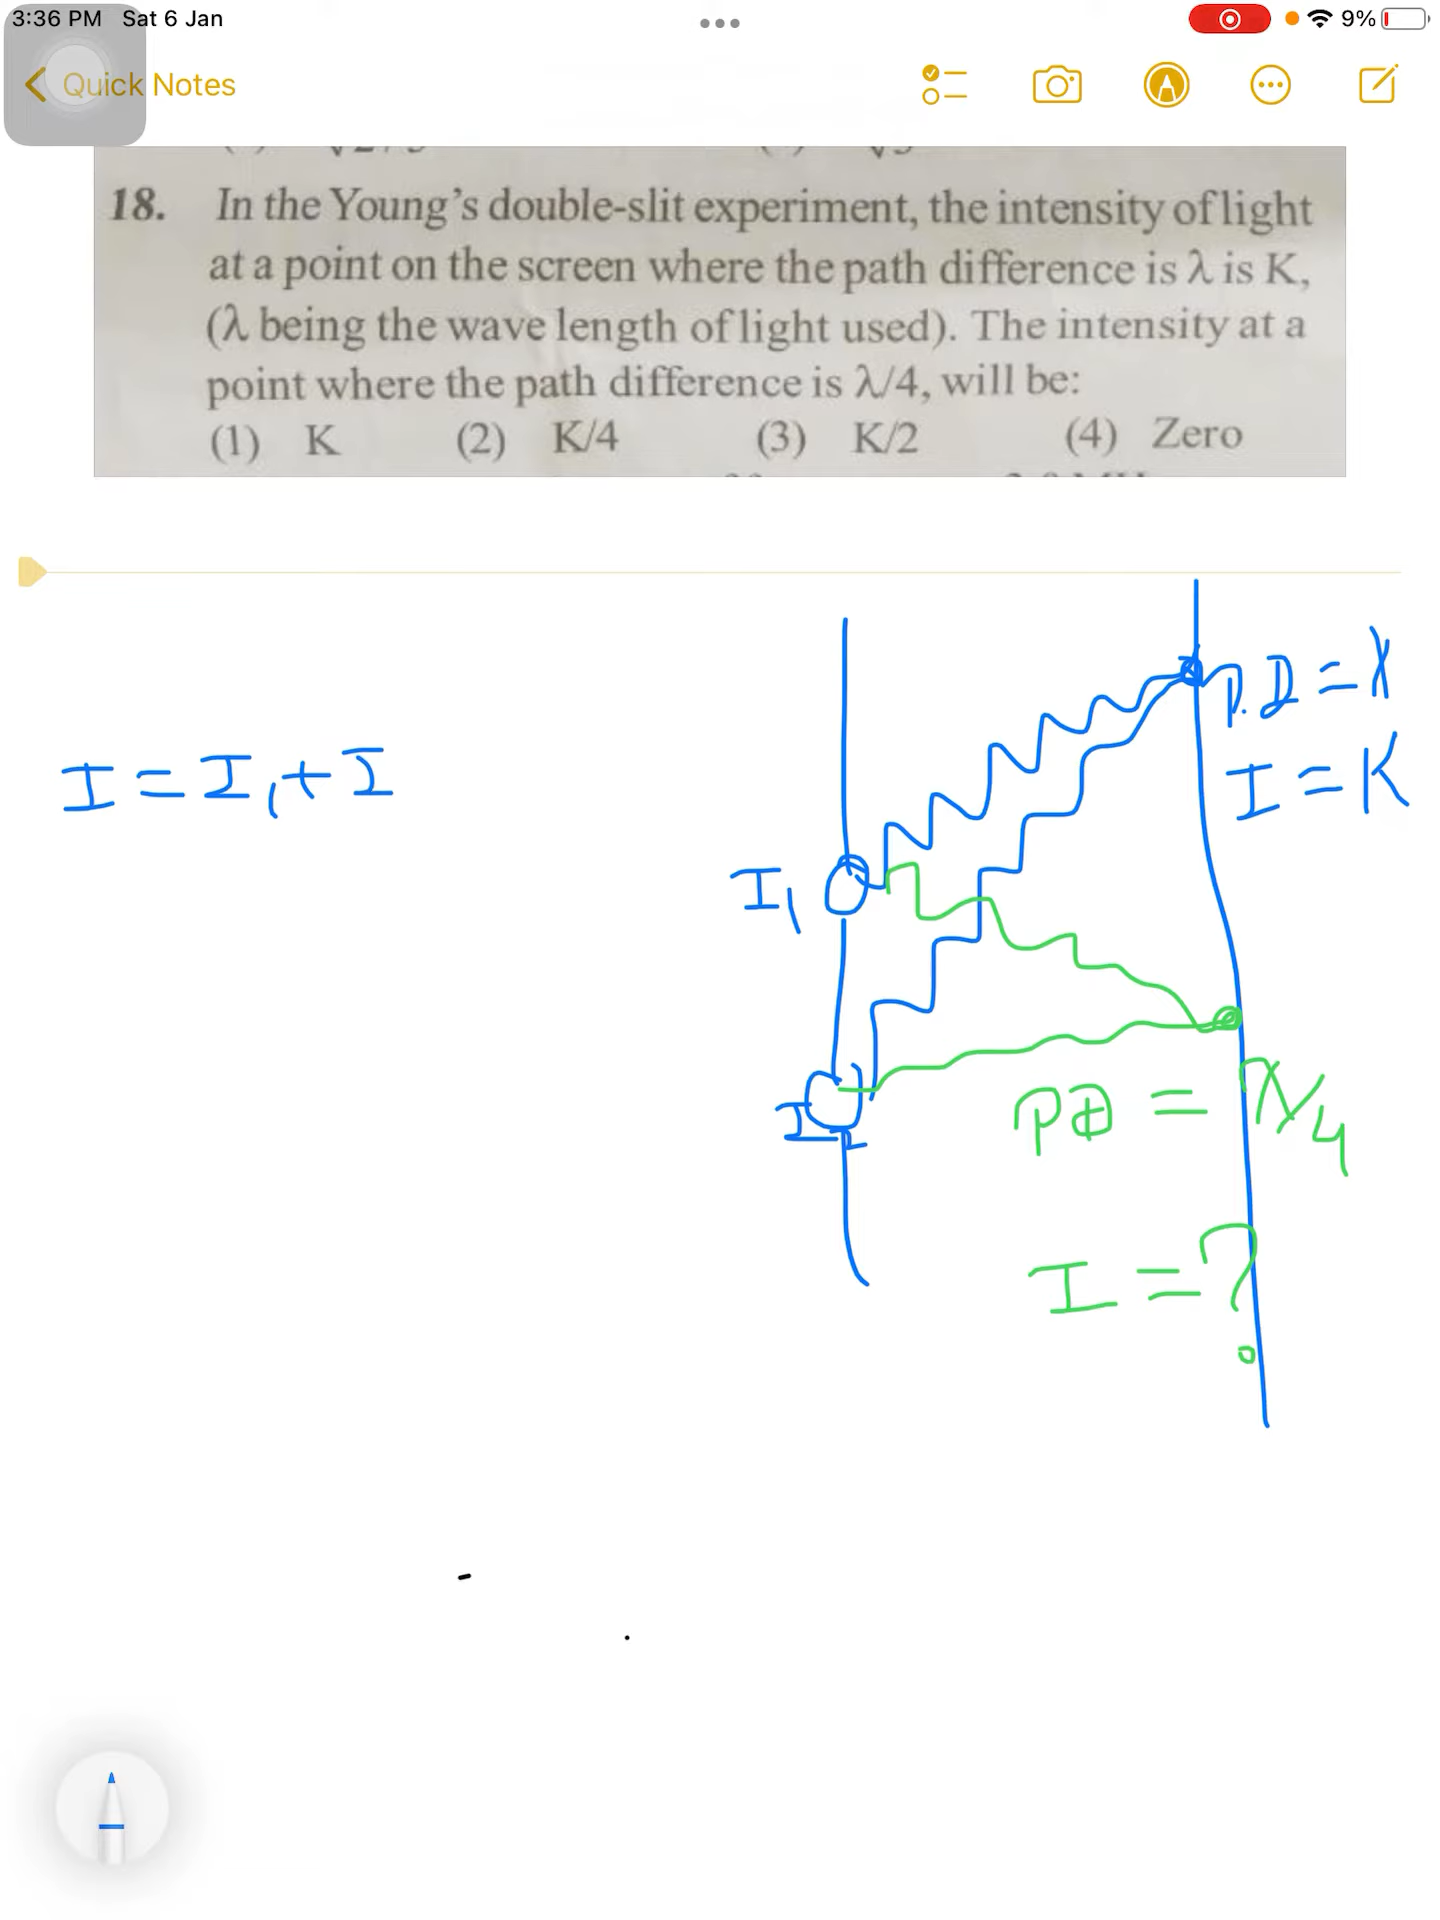 3:36 PM Sat 6 Jan
9%
Quick Notes
18. In the Young's double-slit experiment, the intensity of light
at a point on the screen where the path difference is λ is K,
(λ being the wave length of light used). The intensity at a
point where the path difference is λ/4, will be:
(1) K (2) K/4 (3) K/2 (4) Zero
P.D = λ
I = I₁ + I
I = K
I₁
I₂
PD = λ/4
I = ?